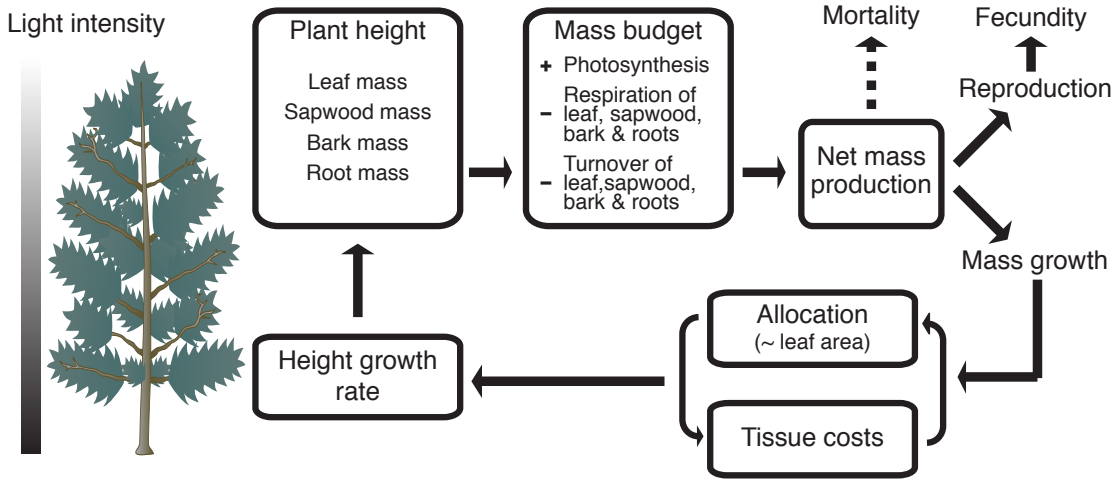 Light intensity
Plant height
Leaf mass
Sapwood mass
Bark mass
Root mass
Mass budget
+ Photosynthesis
Respiration of
− leaf, sapwood,
bark & roots
Turnover of
− leaf,sapwood,
bark & roots
Mortality
Fecundity
Reproduction
Net mass
production
Mass growth
Allocation
(~ leaf area)
Tissue costs
Height growth
rate